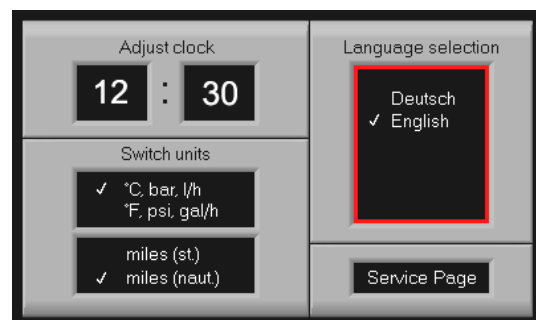 Adjust clock
12 : 30
Switch units
✓ °C, bar, l/h
°F, psi, gal/h
miles (st.)
✓ miles (naut.)
Language selection
Deutsch
✓ English
Service Page